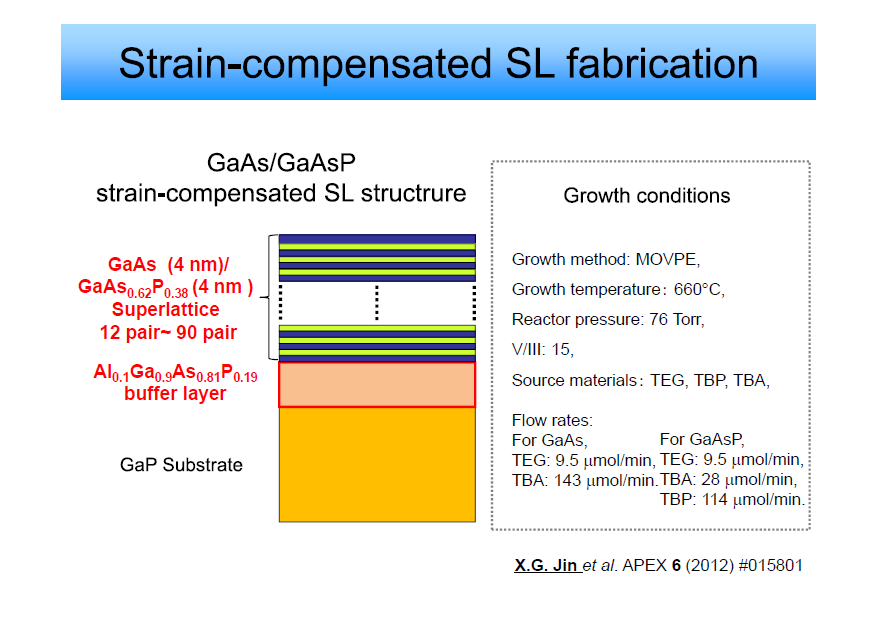 Strain-compensated SL fabrication
GaAs/GaAsP
strain-compensated SL structrure
GaAs (4 nm)/
GaAs0.62P0.38 (4 nm )
Superlattice
12 pair~ 90 pair
Al0.1Ga0.9As0.81P0.19
buffer layer
GaP Substrate
Growth conditions
Growth method: MOVPE,
Growth temperature: 660°C,
Reactor pressure: 76 Torr,
V/III: 15,
Source materials: TEG, TBP, TBA,
Flow rates:
For GaAs,
TEG: 9.5 μmol/min,
TBA: 143 μmol/min.
For GaAsP,
TEG: 9.5 μmol/min,
TBA: 28 μmol/min,
TBP: 114 μmol/min.
X.G. Jin et al. APEX 6 (2012) #015801